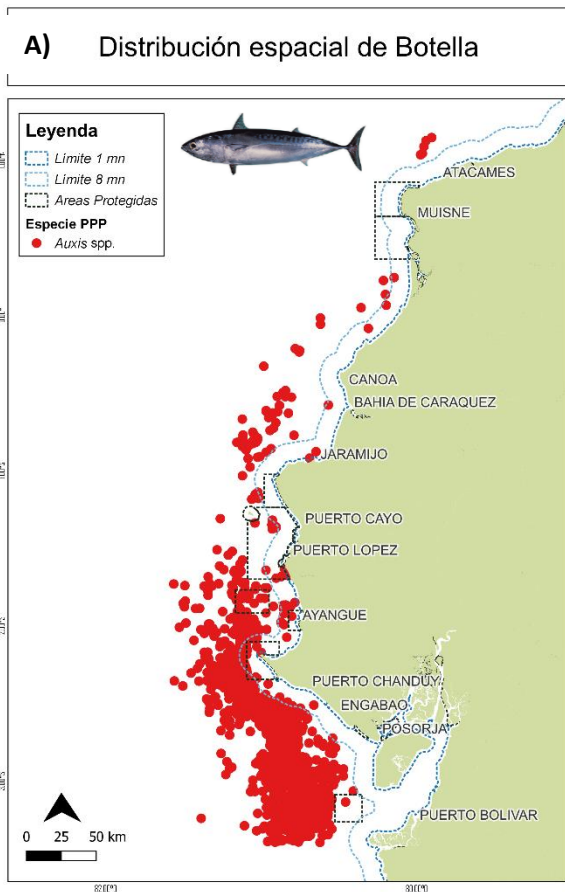 A) Distribución espacial de Botella
Leyenda
Límite 1 mn
Límite 8 mn
Areas Protegidas
Especie PPP
Auxis spp.
ATACAMES
MUISNE
CANOA
BAHIA DE CARAQUEZ
JARAMIJO
PUERTO CAYO
PUERTO LOPEZ
AYANGUE
PUERTO CHANDUY
ENGABAO
POSORJA
PUERTO BOLIVAR
0 25 50 km